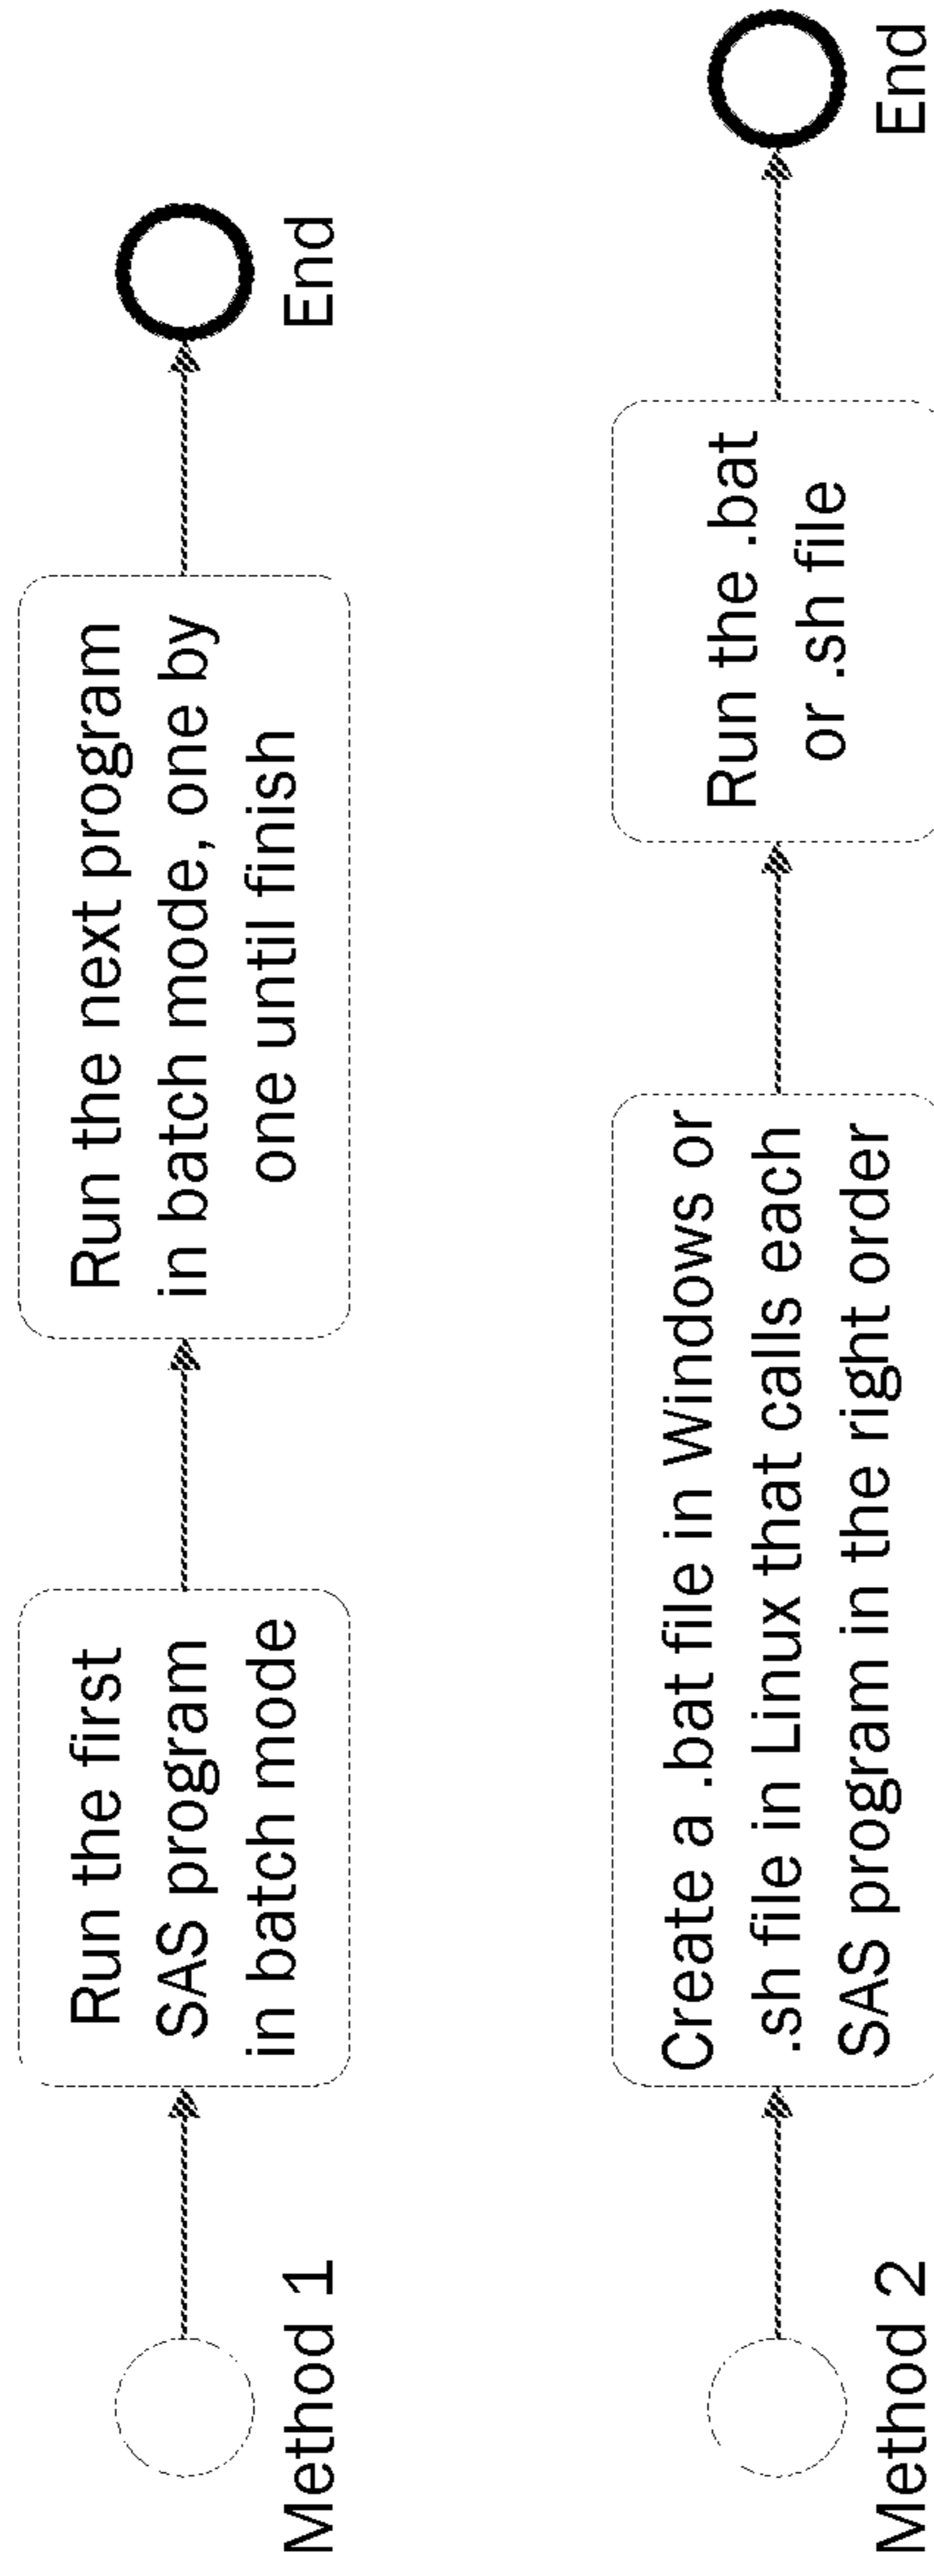 Run the first
SAS program
in batch mode
Run the next program
in batch mode, one by
one until finish
Method 1
End
Create a .bat file in Windows or
.sh file in Linux that calls each
SAS program in the right order
Run the .bat
or .sh file
Method 2
End